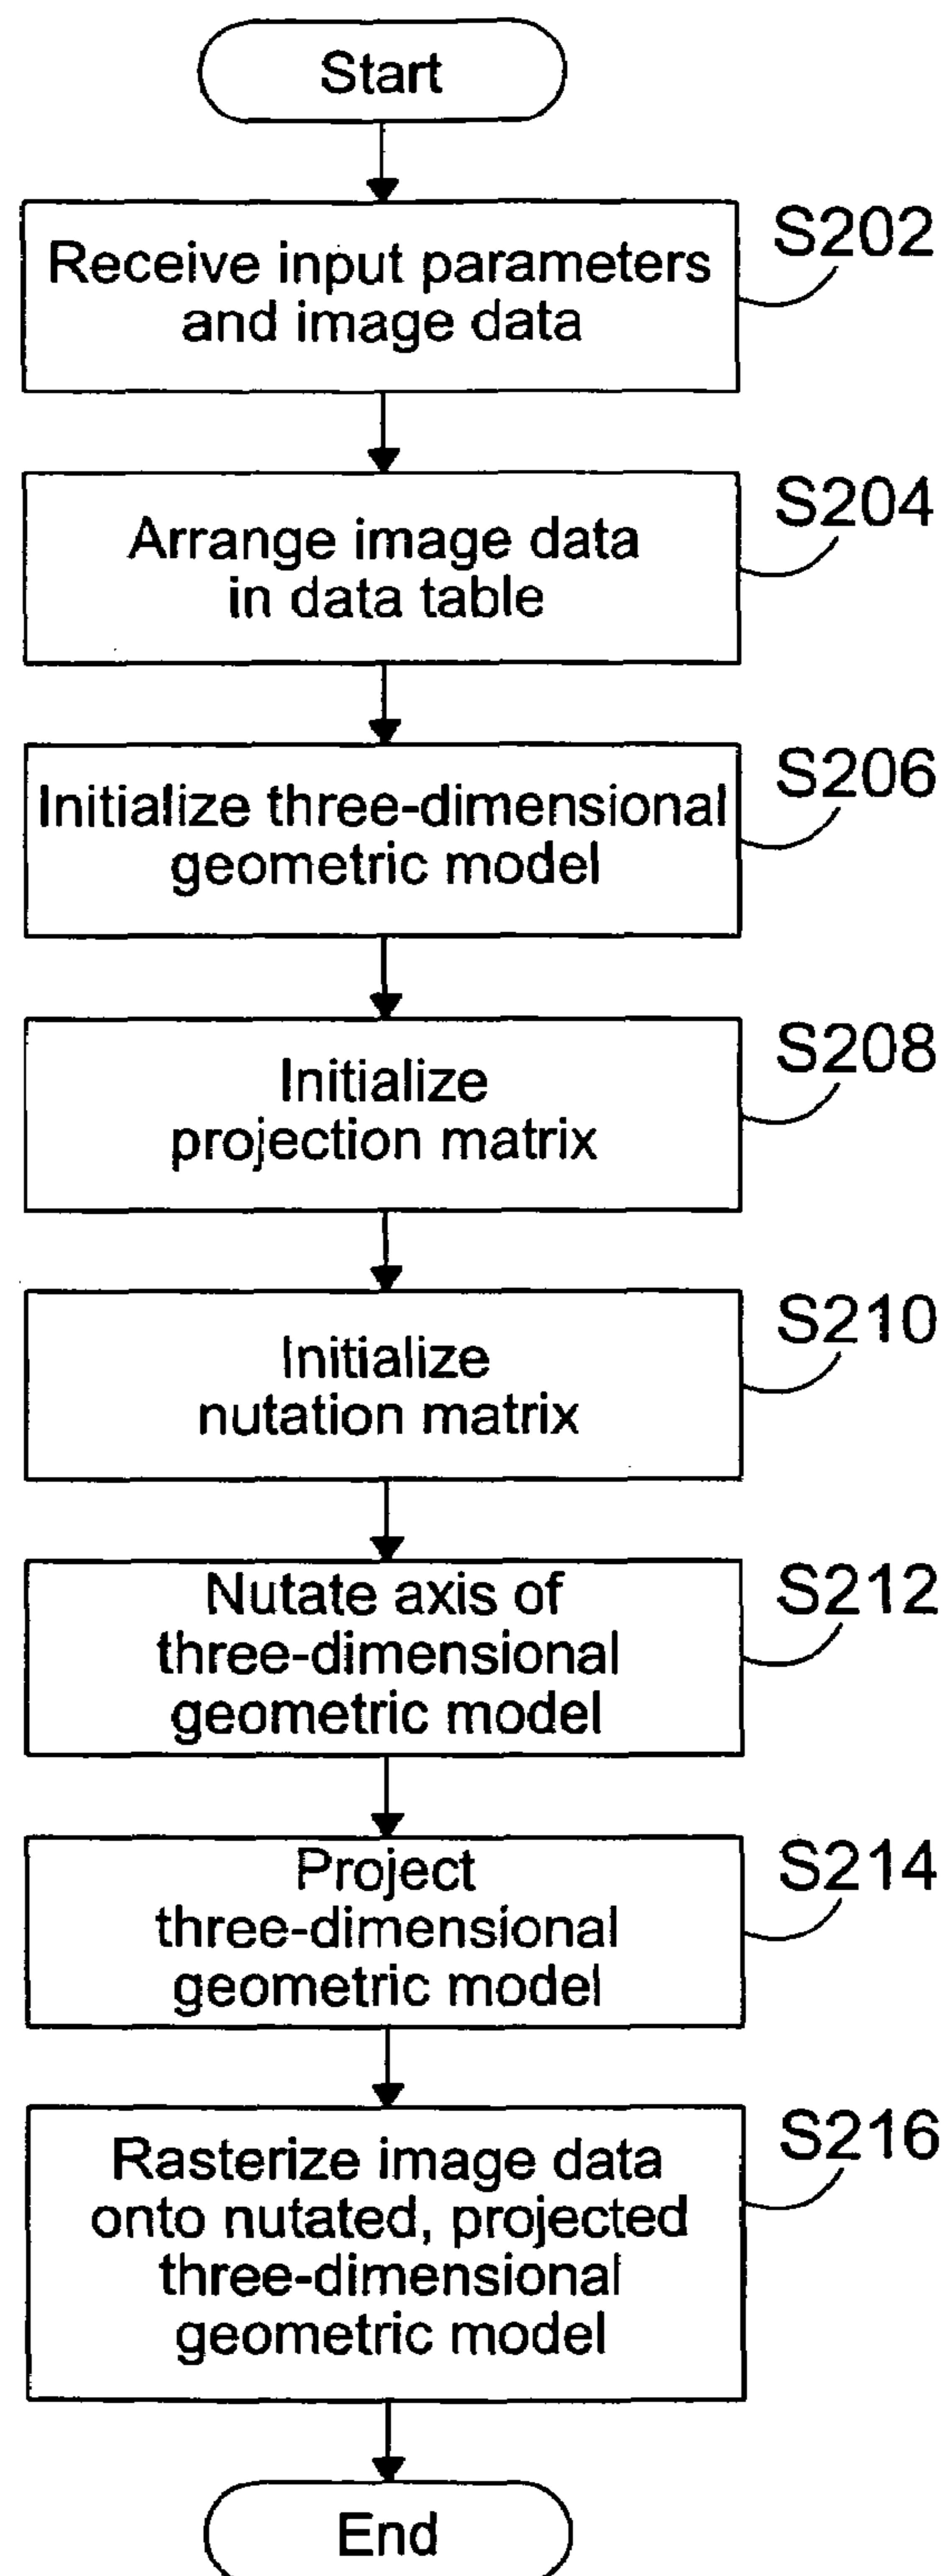 Start
Receive input parameters
and image data
S202
Arrange image data
in data table
S204
Initialize three-dimensional
geometric model
S206
Initialize
projection matrix
S208
Initialize
nutation matrix
S210
Nutate axis of
three-dimensional
geometric model
S212
Project
three-dimensional
geometric model
S214
Rasterize image data
onto nutated, projected
three-dimensional
geometric model
S216
End